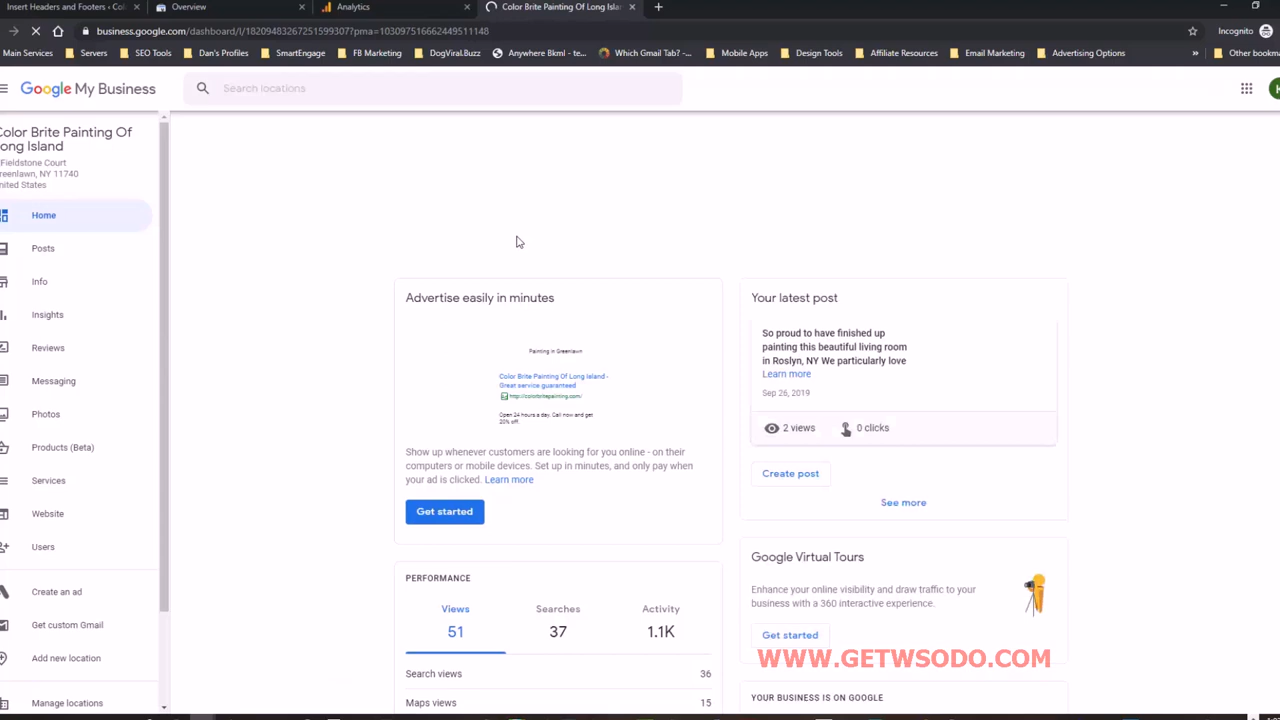 Insert Headers and Footers ‹ Col
Overview
Analytics
Color Brite Painting Of Long Islan
business.google.com/dashboard/l/18209483267251599307?pma=103097516662449511148
Incognito
Main Services
Servers
SEO Tools
Dan's Profiles
SmartEngage
FB Marketing
DogViral.Buzz
Anywhere Bkml - te...
Which Gmail Tab? -...
Mobile Apps
Design Tools
Affiliate Resources
Email Marketing
Advertising Options
Other bookm
Google My Business
Search locations
K
Color Brite Painting Of
ong Island
Fieldstone Court
reenlawn, NY 11740
nited States
Home
Posts
Info
Insights
Reviews
Messaging
Photos
Products (Beta)
Services
Website
Users
Create an ad
Get custom Gmail
Add new location
Manage locations
Advertise easily in minutes
Painting in Greenlawn
Color Brite Painting Of Long Island -
Great service guaranteed
Ad http://colorbritepainting.com/
Open 24 hours a day. Call now and get
20% off.
Show up whenever customers are looking for you online - on their
computers or mobile devices. Set up in minutes, and only pay when
your ad is clicked. Learn more
Get started
PERFORMANCE
Views
Searches
Activity
51
37
1.1K
Search views
36
Maps views
15
Your latest post
So proud to have finished up
painting this beautiful living room
in Roslyn, NY We particularly love
Learn more
Sep 26, 2019
2 views
0 clicks
Create post
See more
Google Virtual Tours
Enhance your online visibility and draw traffic to your
business with a 360 interactive experience.
Get started
WWW.GETWSODO.COM
YOUR BUSINESS IS ON GOOGLE